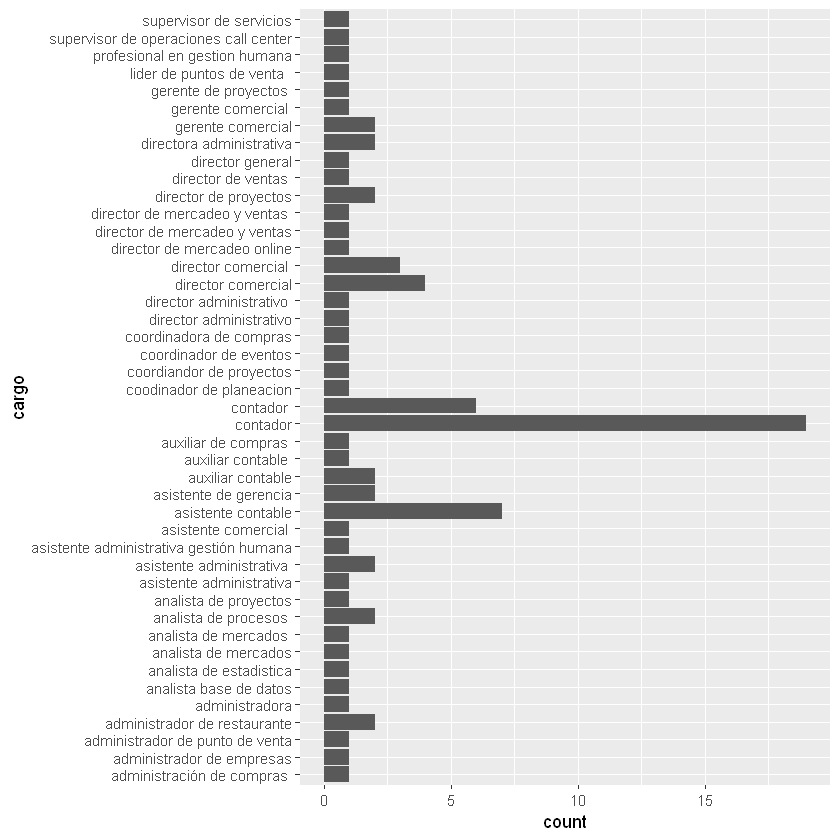 supervisor de servicios
supervisor de operaciones call center
profesional en gestion humana
lider de puntos de venta
gerente de proyectos
gerente comercial
gerente comercial
directora administrativa
director general
director de ventas
director de proyectos
director de mercadeo y ventas
director de mercadeo y ventas
director de mercadeo online
director comercial
director comercial
director administrativo
director administrativo
coordinadora de compras
coordinador de eventos
coordiandor de proyectos
coodinador de planeacion
contador
contador
auxiliar de compras
auxiliar contable
auxiliar contable
asistente de gerencia
asistente contable
asistente comercial
asistente administrativa gestión humana
asistente administrativa
asistente administrativa
analista de proyectos
analista de procesos
analista de mercados
analista de mercados
analista de estadistica
analista base de datos
administradora
administrador de restaurante
administrador de punto de venta
administrador de empresas
administración de compras
cargo
0 5 10 15
count